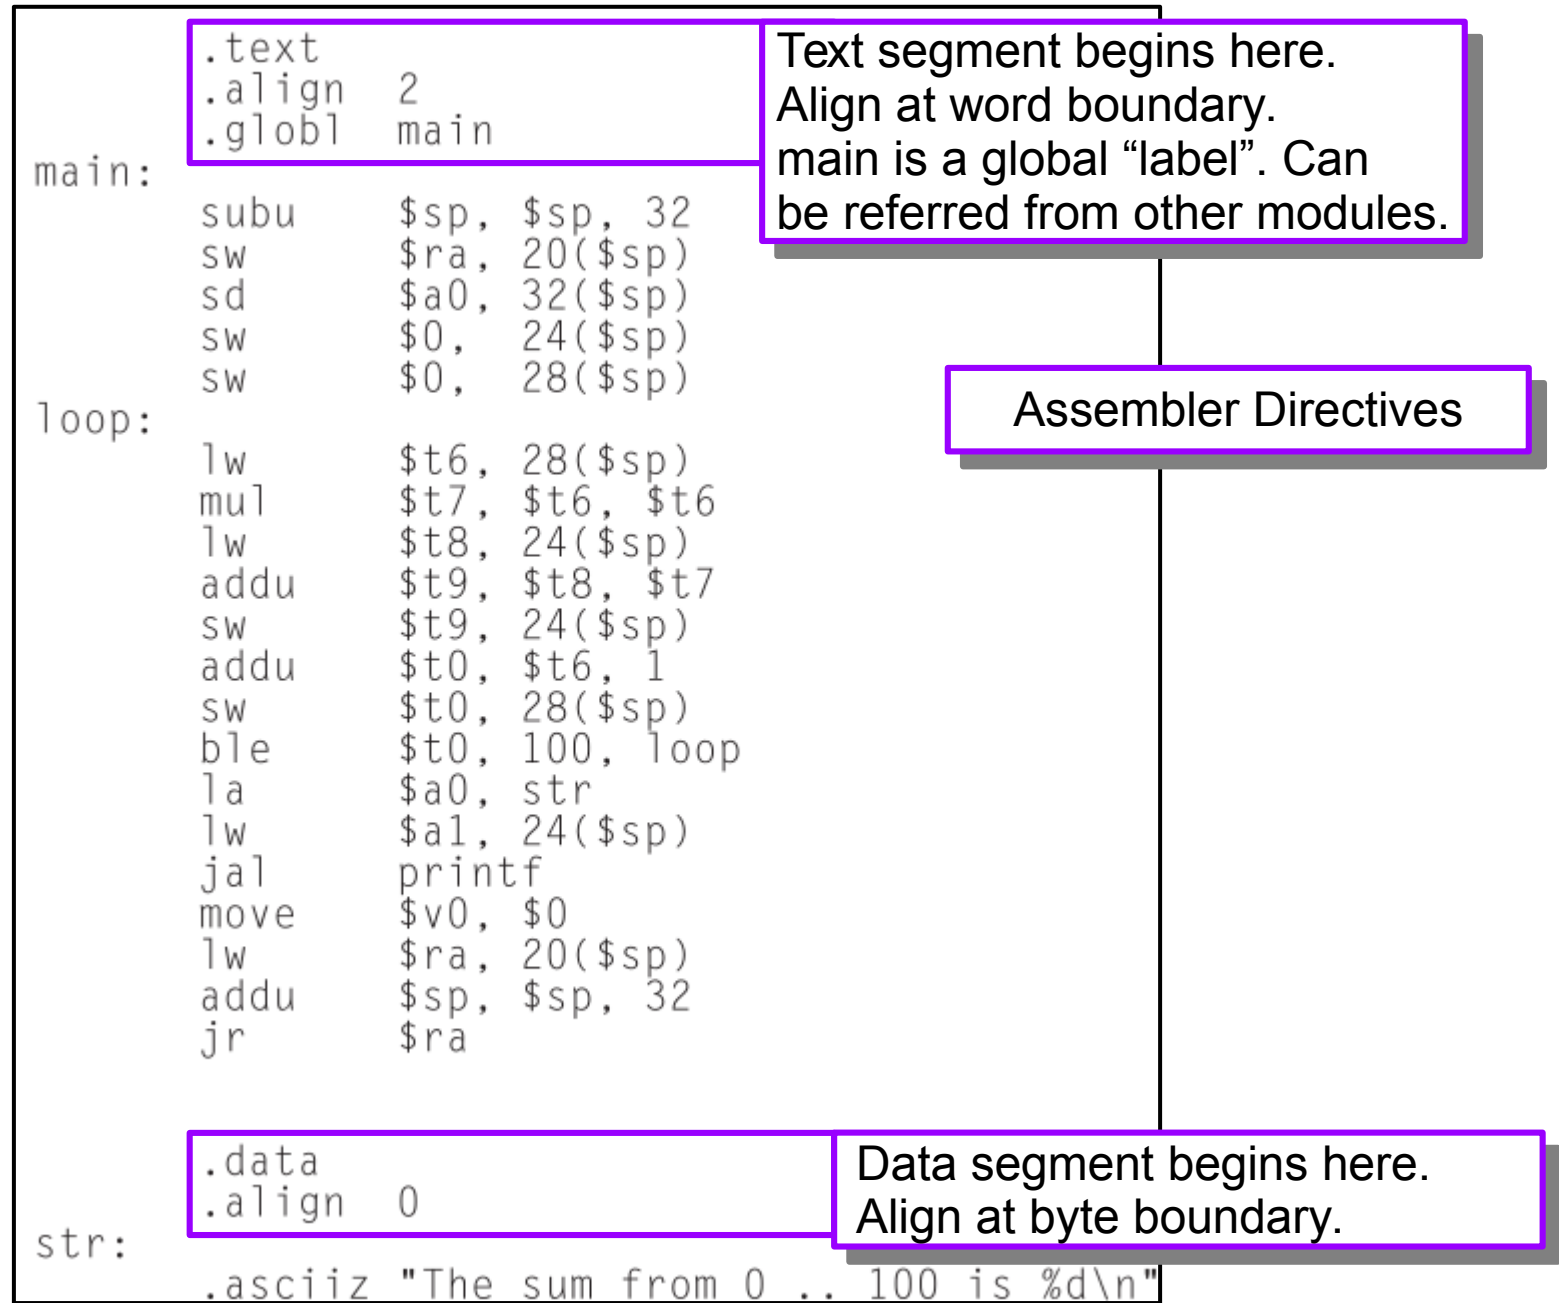 .text
.align 2
.globl main
Text segment begins here.
Align at word boundary.
main is a global “label”. Can
be referred from other modules.
main:
subu $sp, $sp, 32
sw $ra, 20($sp)
sd $a0, 32($sp)
sw $0, 24($sp)
sw $0, 28($sp)
Assembler Directives
loop:
lw $t6, 28($sp)
mul $t7, $t6, $t6
lw $t8, 24($sp)
addu $t9, $t8, $t7
sw $t9, 24($sp)
addu $t0, $t6, 1
sw $t0, 28($sp)
ble $t0, 100, loop
la $a0, str
lw $a1, 24($sp)
jal printf
move $v0, $0
lw $ra, 20($sp)
addu $sp, $sp, 32
jr $ra
.data
.align 0
Data segment begins here.
Align at byte boundary.
str:
.asciiz "The sum from 0 .. 100 is %d\n"